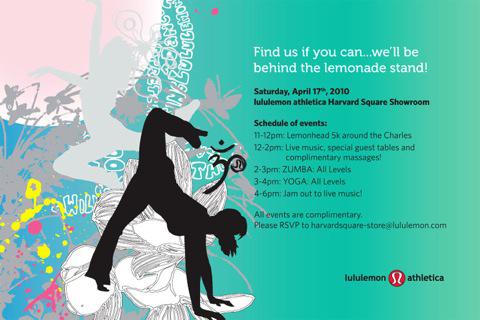 Find us if you can...we'll be
behind the lemonade stand!
Saturday, April 17th, 2010
lululemon athletica Harvard Square Showroom
Schedule of events:
11-12pm: Lemonhead 5k around the Charles
12-2pm: Live music, special guest tables and
complimentary massages!
2-3pm: ZUMBA: All Levels
3-4pm: YOGA: All Levels
4-6pm: Jam out to live music!
All events are complimentary.
Please RSVP to harvardsquare-store@lululemon.com
lululemon athletica